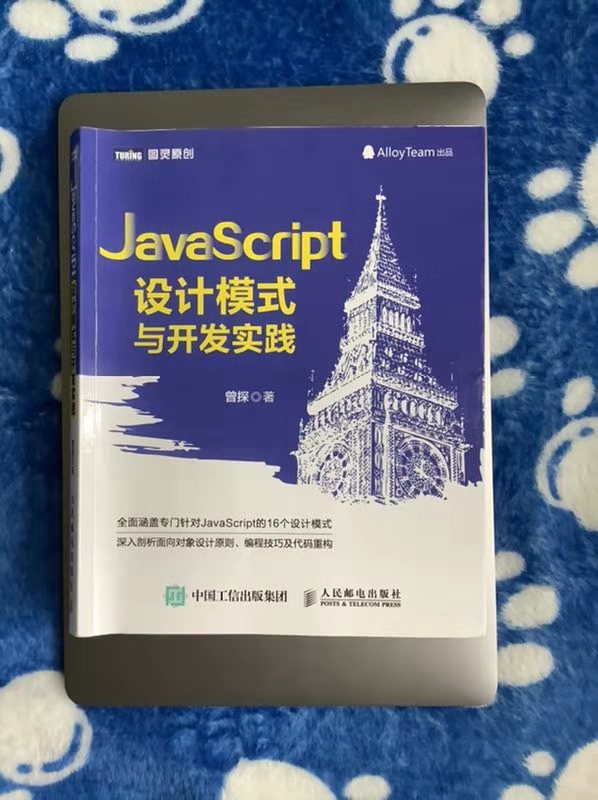 TURING 图灵原创
AlloyTeam 出品
JavaScript
设计模式
与开发实践
曾探 著
全面涵盖专门针对JavaScript的16个设计模式
深入剖析面向对象设计原则、编程技巧及代码重构
中国工信出版集团
人民邮电出版社
POSTS & TELECOM PRESS
JavaScript